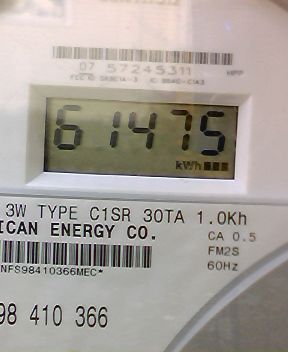 07 57245311
61475
kWh
3W TYPE C1SR 30TA 1.0Kh
ICAN ENERGY CO.
CA 0.5
FM2S
60Hz
NFS98410366MEC*
98 410 366